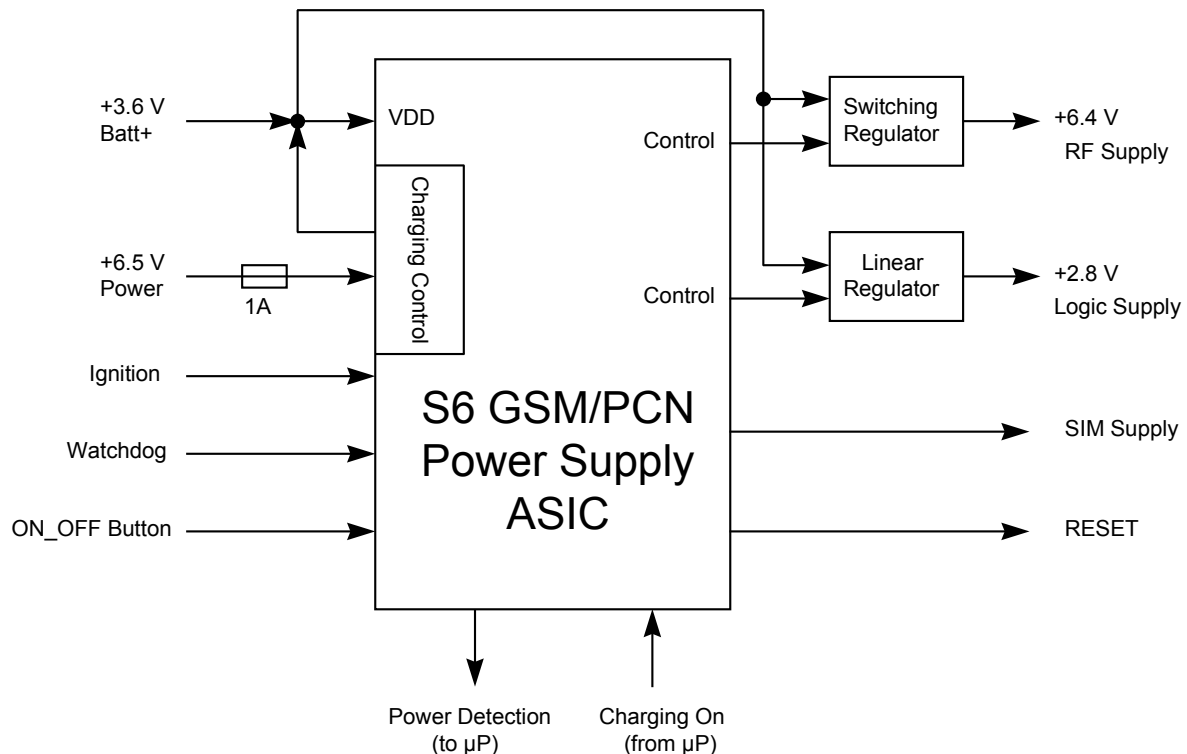 +3.6 V
Batt+
VDD
Control
Switching
Regulator
+6.4 V
RF Supply
Charging Control
+6.5 V
Power
1A
Control
Linear
Regulator
+2.8 V
Logic Supply
Ignition
Watchdog
ON_OFF Button
S6 GSM/PCN
Power Supply
ASIC
SIM Supply
RESET
Power Detection
(to µP)
Charging On
(from µP)